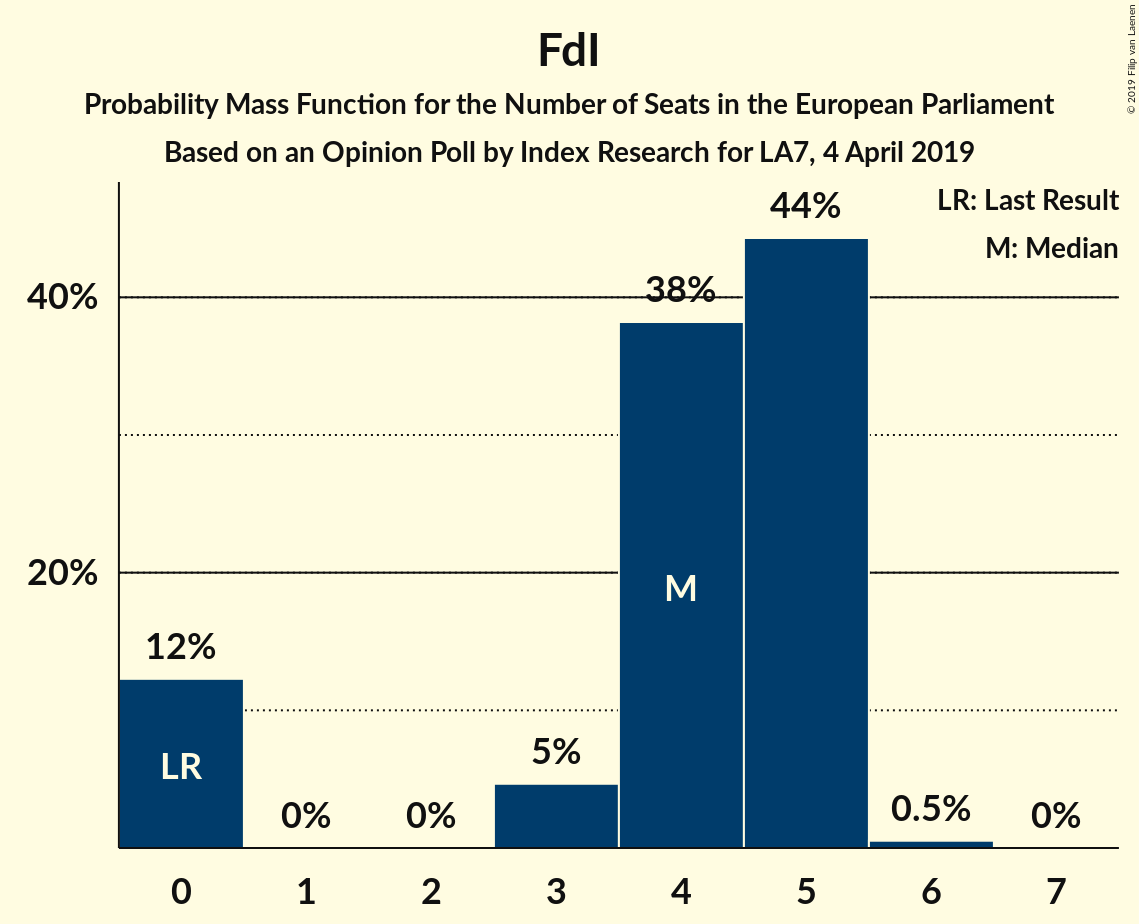 FdI
Probability Mass Function for the Number of Seats in the European Parliament
Based on an Opinion Poll by Index Research for LA7, 4 April 2019
© 2019 Filip van Laenen
LR: Last Result
M: Median
44%
38%
40%
20%
M
12%
LR
5%
0%
0%
0.5%
0%
0 1 2 3 4 5 6 7